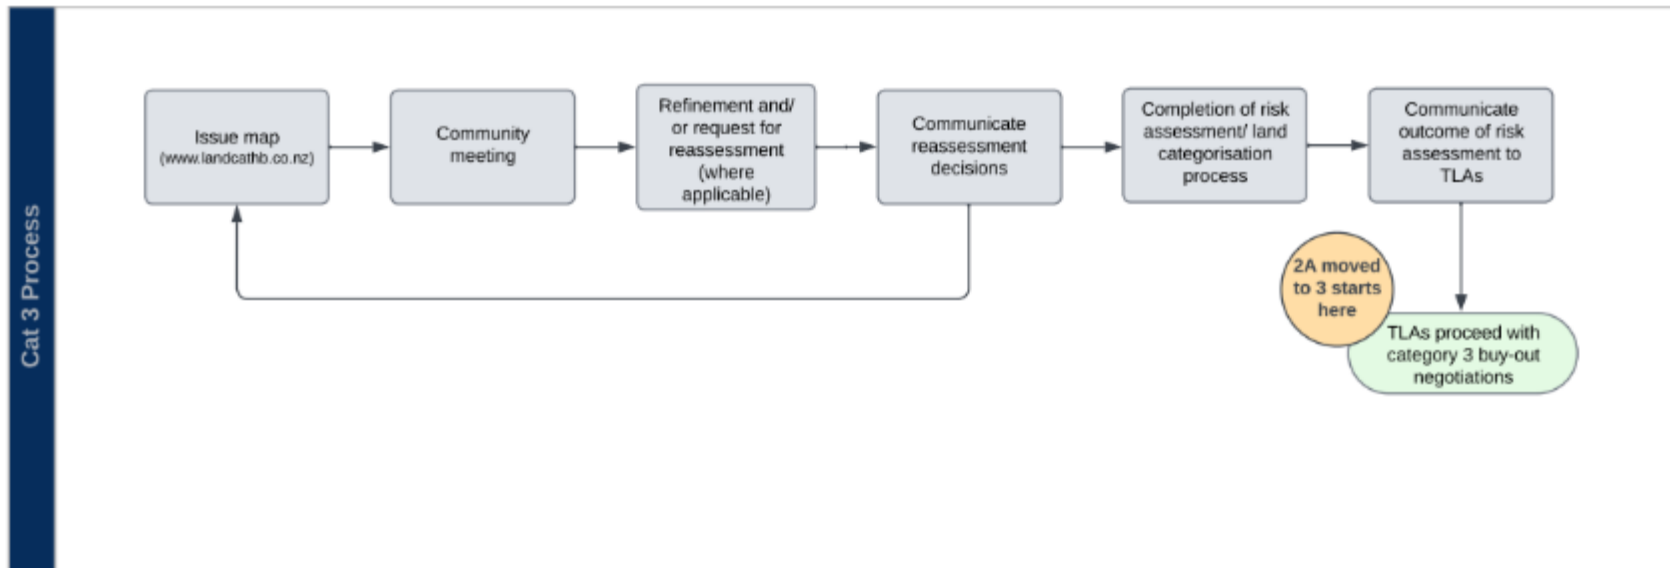 Cat 3 Process
Issue map
(www.landcathb.co.nz)
Community
meeting
Refinement and/
or request for
reassessment
(where
applicable)
Communicate
reassessment
decisions
Completion of risk
assessment/ land
categorisation
process
Communicate
outcome of risk
assessment to
TLAs
2A moved
to 3 starts
here
TLAs proceed with
category 3 buy-out
negotiations